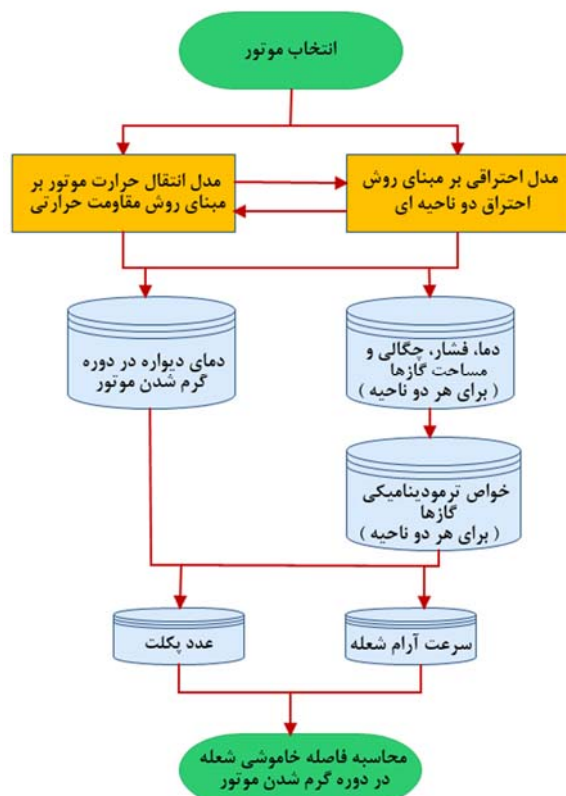 انتخاب موتور
مدل احتراقی بر مبنای روش
احتراق دو ناحیه ای
مدل انتقال حرارت موتور بر
مبنای روش مقاومت حرارتی
دما، فشار، چگالی و
مساحت گازها
( برای هر دو ناحیه )
دمای دیواره در دوره
گرم شدن موتور
خواص ترمودینامیکی
گازها
( برای هر دو ناحیه )
سرعت آرام شعله
عدد پکلت
محاسبه فاصله خاموشی شعله
در دوره گرم شدن موتور